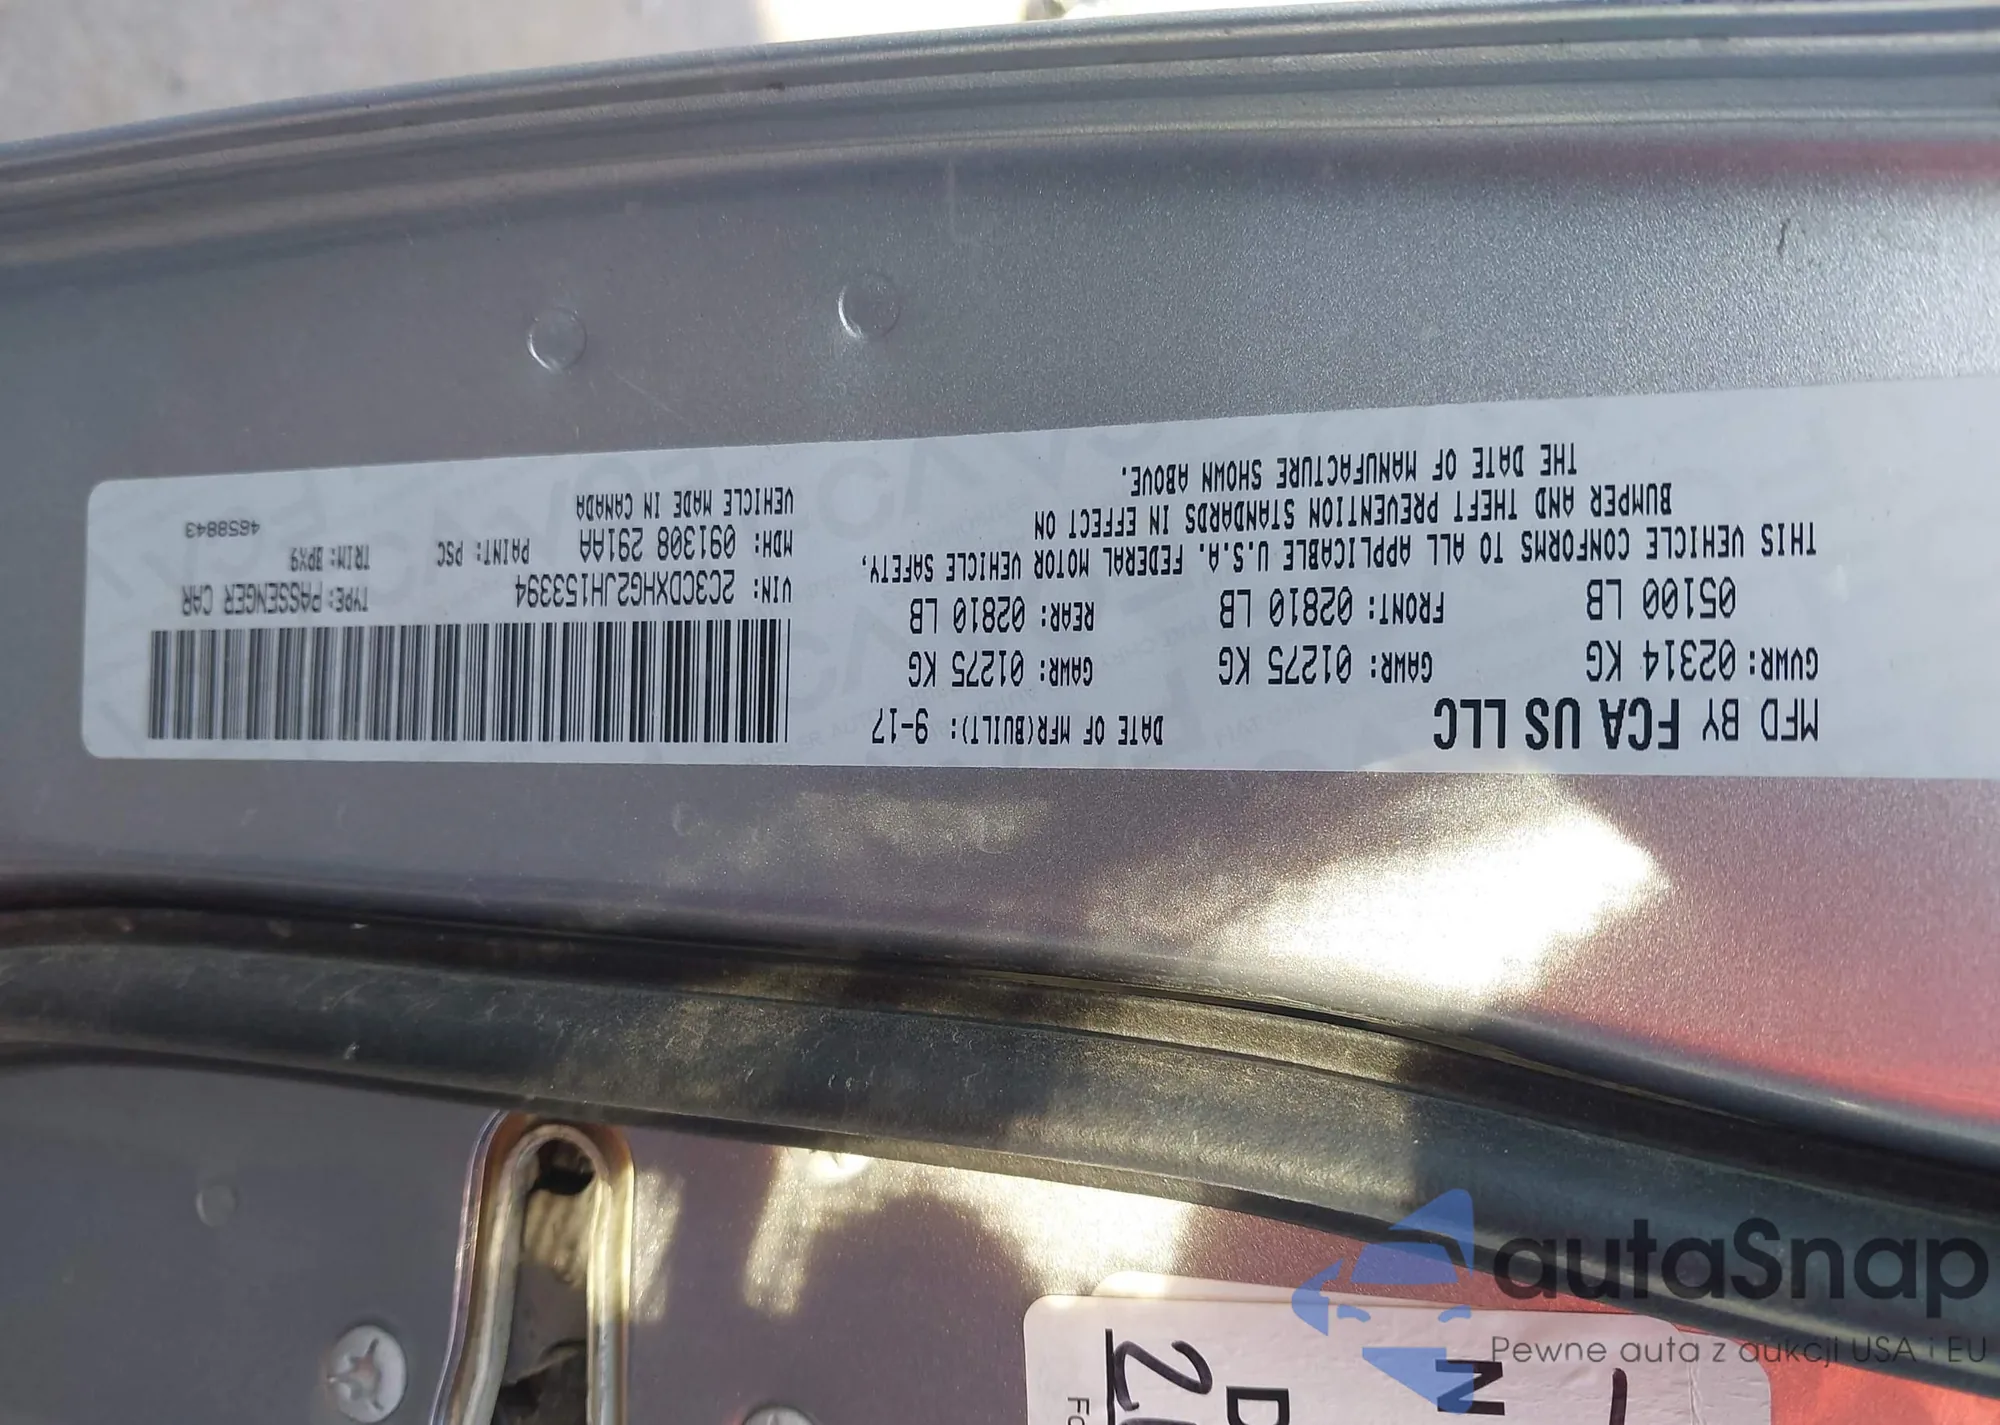 MFD BY FCA US LLC
DATE OF MFR(BUILT): 9-17
GVWR: 02314 KG
GAWR: 01275 KG
GAWR: 01275 KG
05100 LB
FRONT: 02810 LB
REAR: 02810 LB
THIS VEHICLE CONFORMS TO ALL APPLICABLE U.S.A. FEDERAL MOTOR VEHICLE SAFETY,
BUMPER AND THEFT PREVENTION STANDARDS IN EFFECT ON
THE DATE OF MANUFACTURE SHOWN ABOVE.
VIN: 2C3CDXHG2JH153394
TYPE: PASSENGER CAR
MDH: 091308 291AA
PAINT: PSC
TRIM: BPX9
VEHICLE MADE IN CANADA
4658843
autaSnap
Pewne auta z aukcji USA i EU